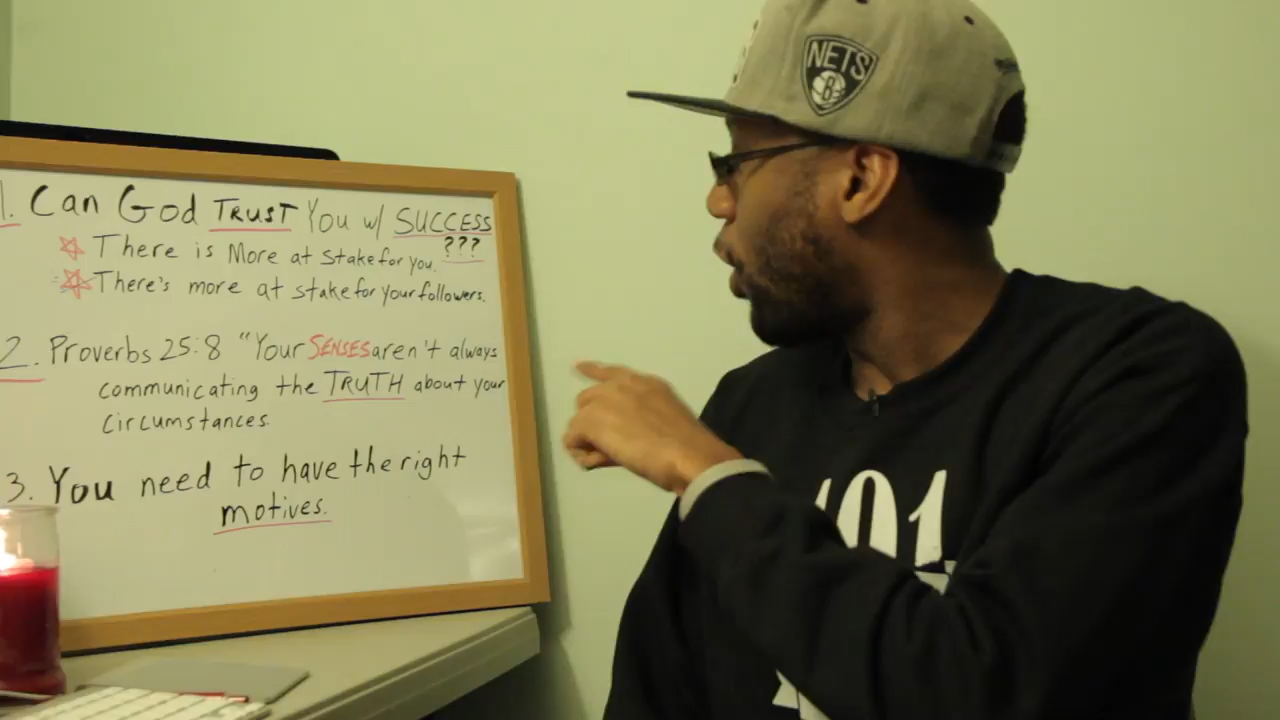 1. Can God TRUST You w/ SUCCESS
???
There is More at stake for you.
There's more at stake for your followers.
2. Proverbs 25:8 "Your SENSES aren't always
communicating the TRUTH about your
circumstances.
3. You need to have the right
motives.
NETS
B
101